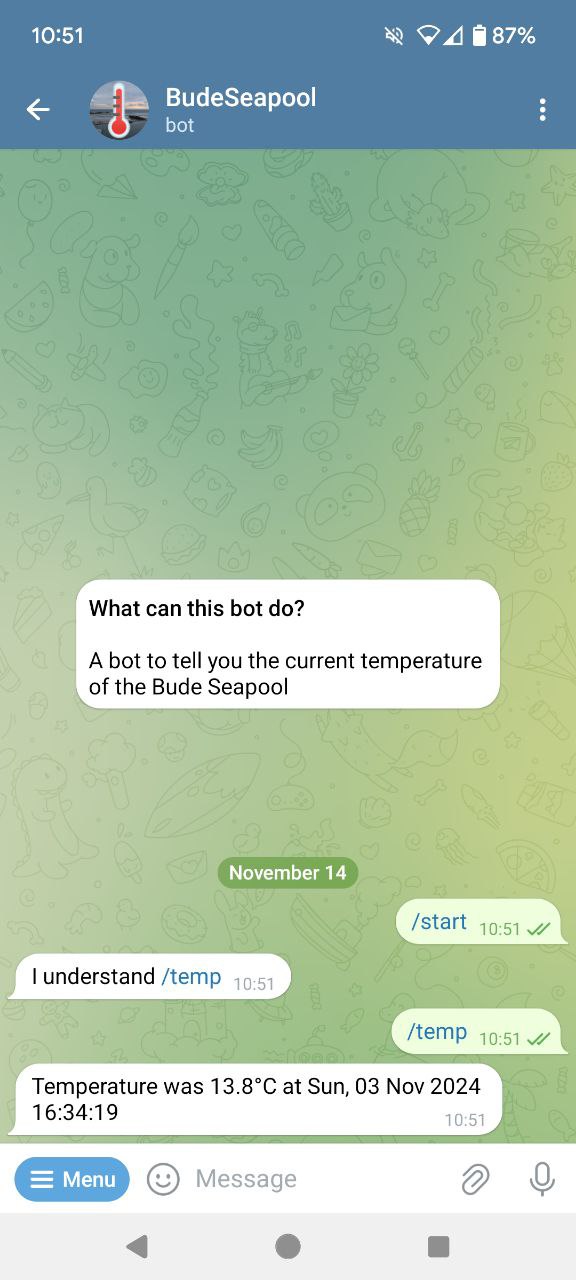 10:51
87%
BudeSeapool
bot
What can this bot do?
A bot to tell you the current temperature
of the Bude Seapool
November 14
/start 10:51
I understand /temp 10:51
/temp 10:51
Temperature was 13.8°C at Sun, 03 Nov 2024
16:34:19
10:51
Menu
Message